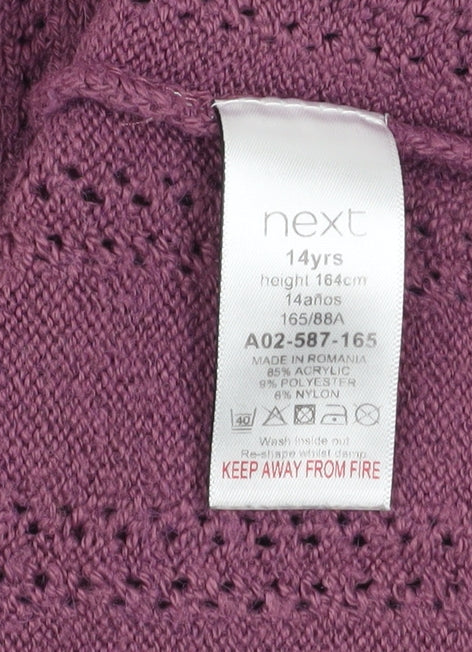 next
14yrs
height 164cm
14años
165/88A
A02-587-165
MADE IN ROMANIA
85% ACRYLIC
9% POLYESTER
6% NYLON
40
Wash inside out
Re-shape whilst damp
KEEP AWAY FROM FIRE